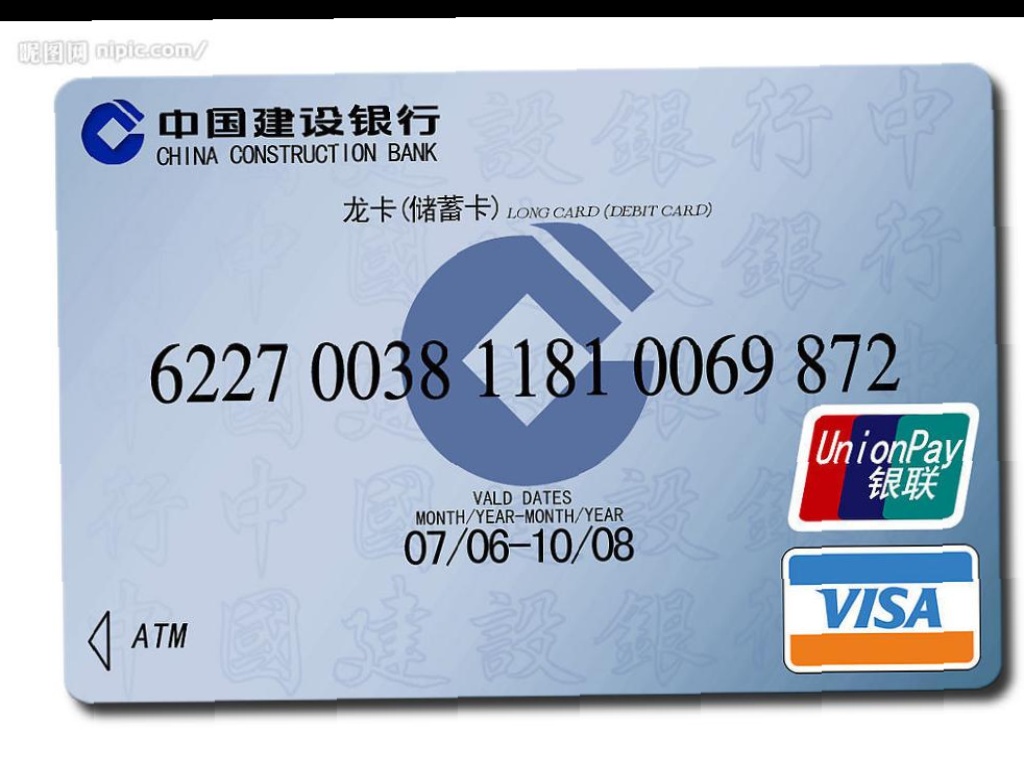 昵图网 nipic.com/
中国建设银行
CHINA CONSTRUCTION BANK
龙卡(储蓄卡) LONG CARD (DEBIT CARD)
6227 0038 1181 0069 872
UnionPay
银联
VALD DATES
MONTH/YEAR-MONTH/YEAR
07/06-10/08
VISA
ATM